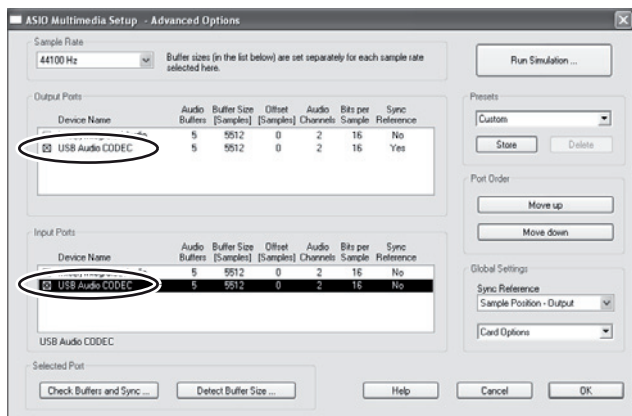 ASIO Multimedia Setup - Advanced Options
Sample Rate
44100 Hz
Buffer sizes (in the list below) are set separately for each sample rate
selected here.
Run Simulation ...
Output Ports
Device Name Audio Buffers Buffer Size [Samples] Offset [Samples] Audio Channels Bits per Sample Sync Reference
5 5512 0 2 16 No
USB Audio CODEC 5 5512 0 2 16 Yes
Presets
Custom
Store Delete
Port Order
Move up
Move down
Input Ports
Device Name Audio Buffers Buffer Size [Samples] Offset [Samples] Audio Channels Bits per Sample Sync Reference
5 5512 0 2 16 No
USB Audio CODEC 5 5512 0 2 16 No
USB Audio CODEC
Global Settings
Sync Reference
Sample Position - Output
Card Options
Selected Port
Check Buffers and Sync ... Detect Buffer Size ... Help Cancel OK